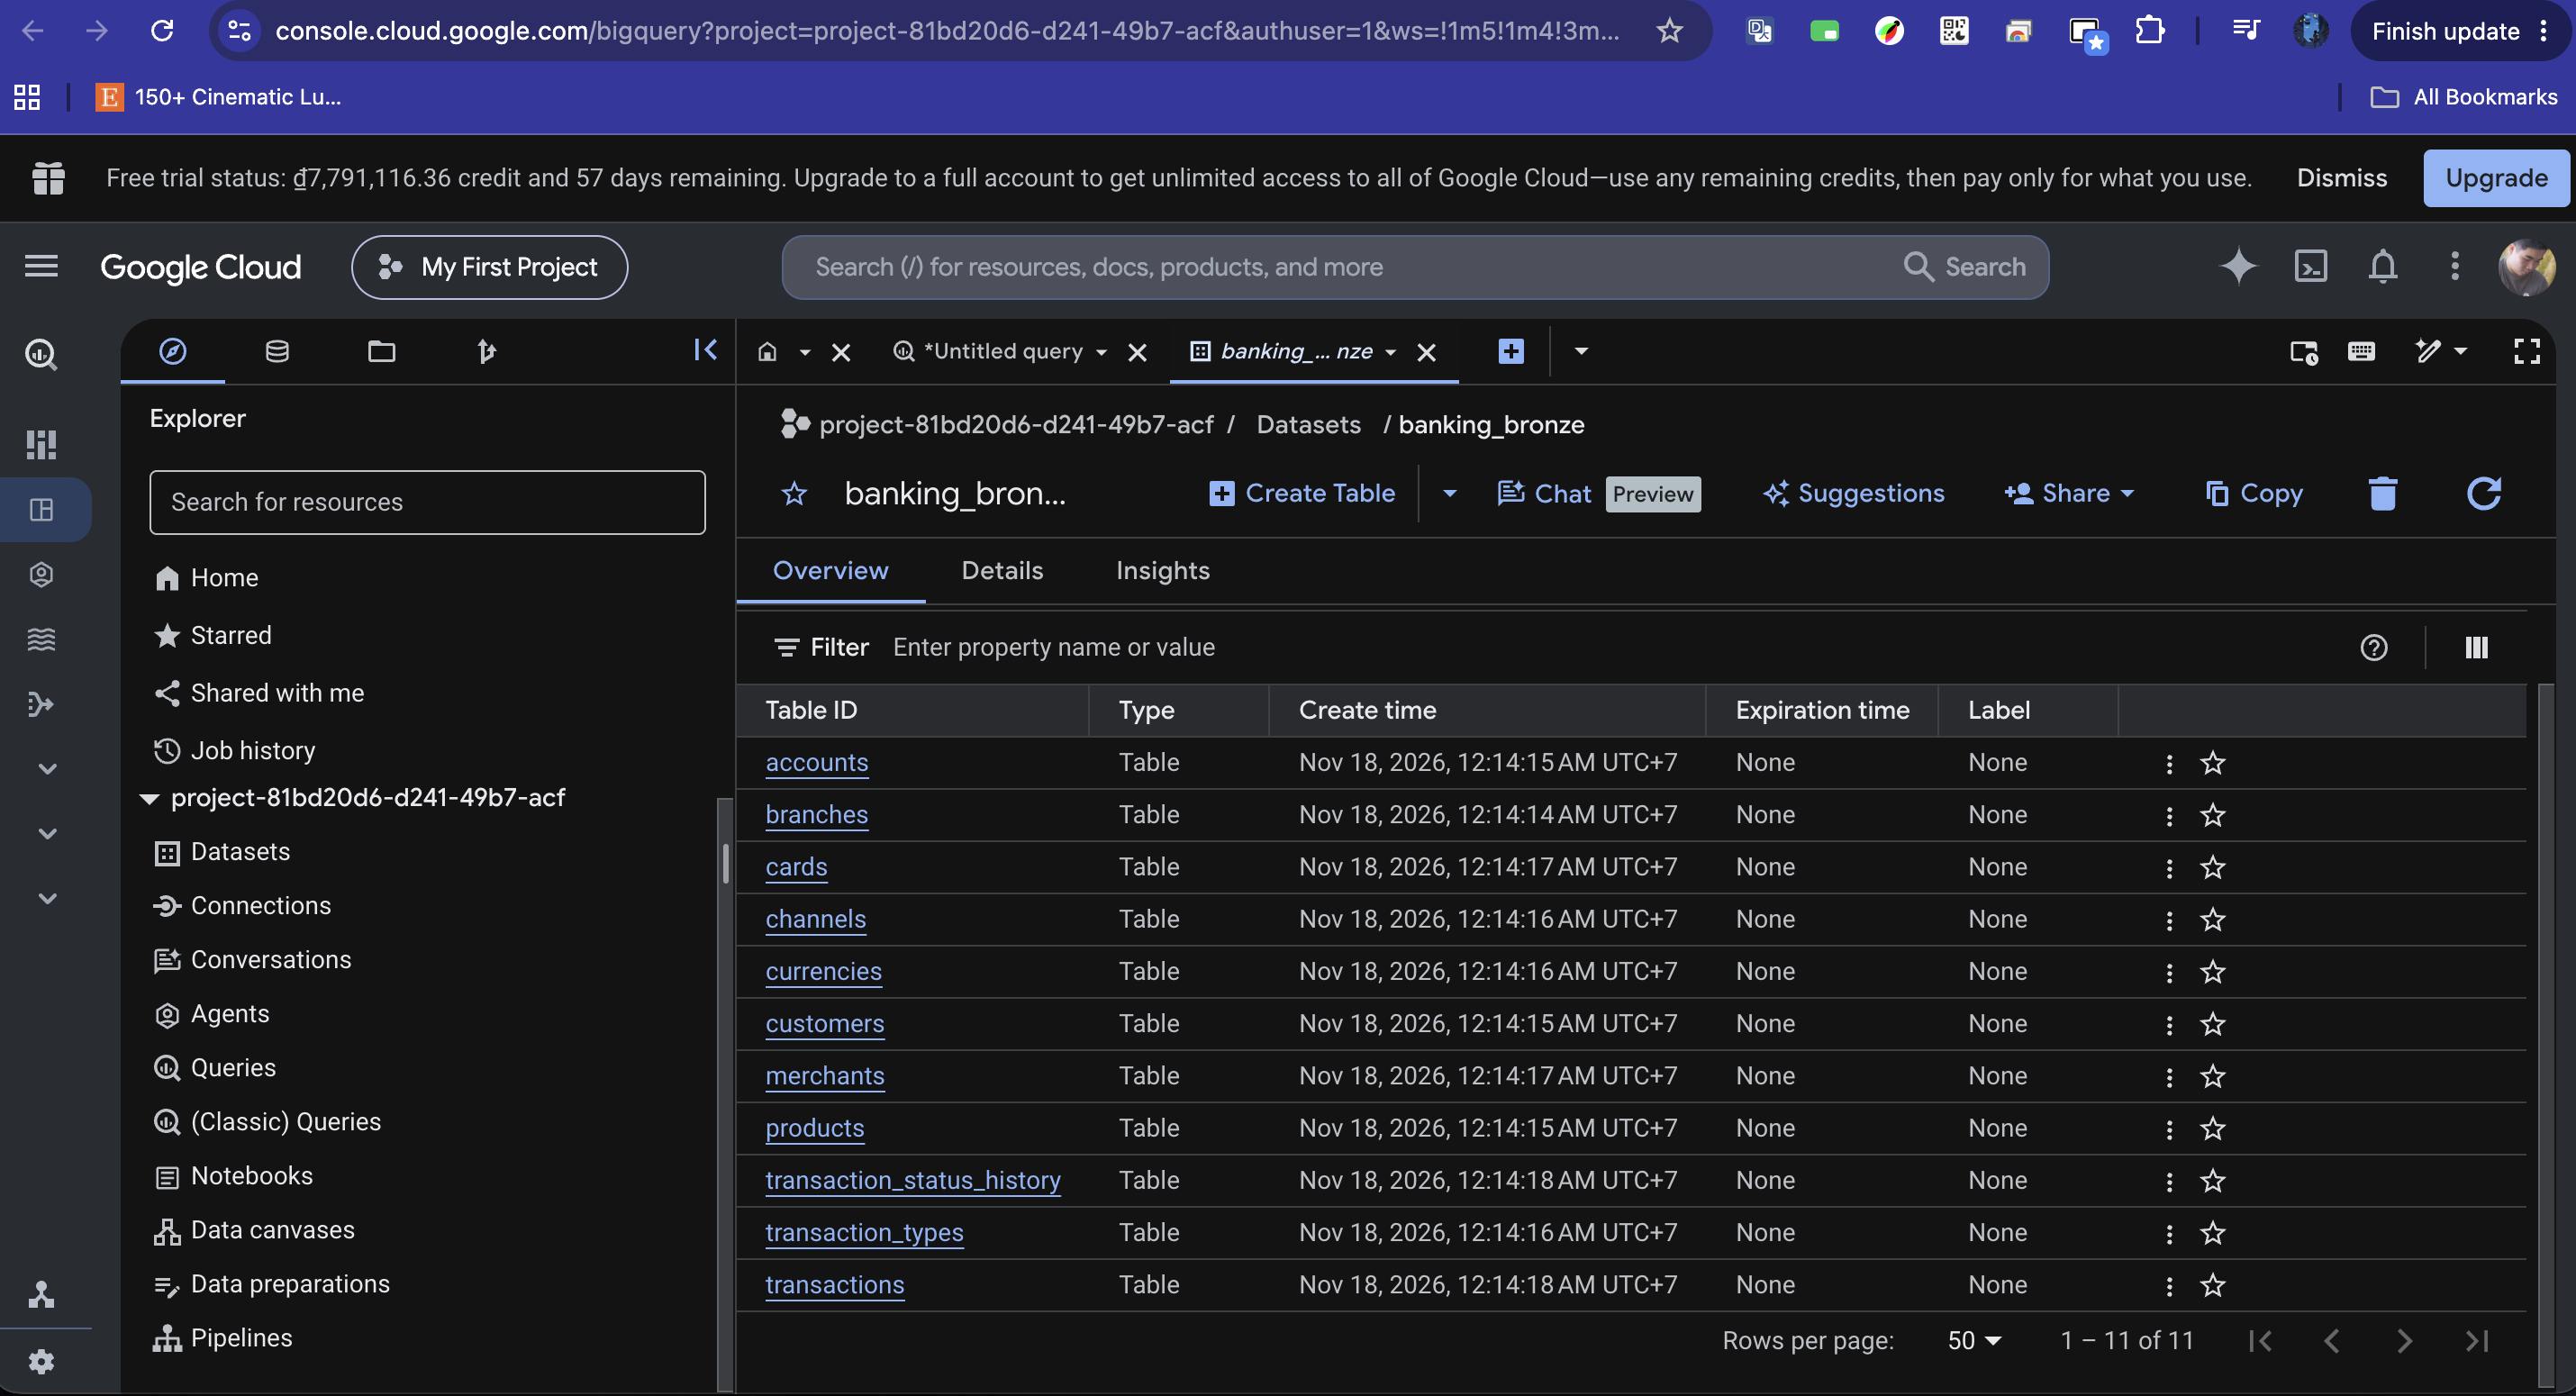 console.cloud.google.com/bigquery?project=project-81bd20d6-d241-49b7-acf&authuser=1&ws=!1m5!1m4!3m...
Finish update
150+ Cinematic Lu...
All Bookmarks
Free trial status: ₫7,791,116.36 credit and 57 days remaining. Upgrade to a full account to get unlimited access to all of Google Cloud—use any remaining credits, then pay only for what you use.
Dismiss
Upgrade
Google Cloud
My First Project
Search (/) for resources, docs, products, and more
Search
*Untitled query
banking_... nze
Explorer
Search for resources
Home
Starred
Shared with me
Job history
project-81bd20d6-d241-49b7-acf
Datasets
Connections
Conversations
Agents
Queries
(Classic) Queries
Notebooks
Data canvases
Data preparations
Pipelines
project-81bd20d6-d241-49b7-acf / Datasets / banking_bronze
banking_bron...
Create Table
Chat Preview
Suggestions
Share
Copy
Overview Details Insights
Filter Enter property name or value
Table ID Type Create time Expiration time Label
accounts Table Nov 18, 2026, 12:14:15 AM UTC+7 None None
branches Table Nov 18, 2026, 12:14:14 AM UTC+7 None None
cards Table Nov 18, 2026, 12:14:17 AM UTC+7 None None
channels Table Nov 18, 2026, 12:14:16 AM UTC+7 None None
currencies Table Nov 18, 2026, 12:14:16 AM UTC+7 None None
customers Table Nov 18, 2026, 12:14:15 AM UTC+7 None None
merchants Table Nov 18, 2026, 12:14:17 AM UTC+7 None None
products Table Nov 18, 2026, 12:14:15 AM UTC+7 None None
transaction_status_history Table Nov 18, 2026, 12:14:18 AM UTC+7 None None
transaction_types Table Nov 18, 2026, 12:14:16 AM UTC+7 None None
transactions Table Nov 18, 2026, 12:14:18 AM UTC+7 None None
Rows per page: 50 1 – 11 of 11